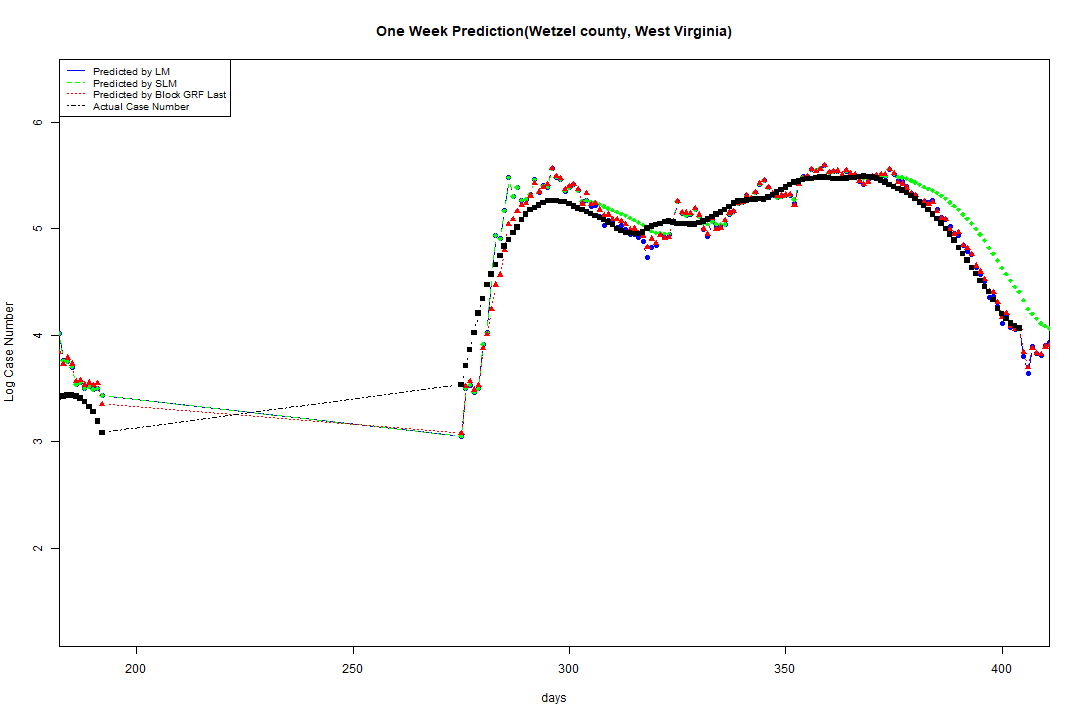 One Week Prediction(Wetzel county, West Virginia)
Predicted by LM
Predicted by SLM
Predicted by Block GRF Last
Actual Case Number
6
5
4
3
2
Log Case Number
200 250 300 350 400
days